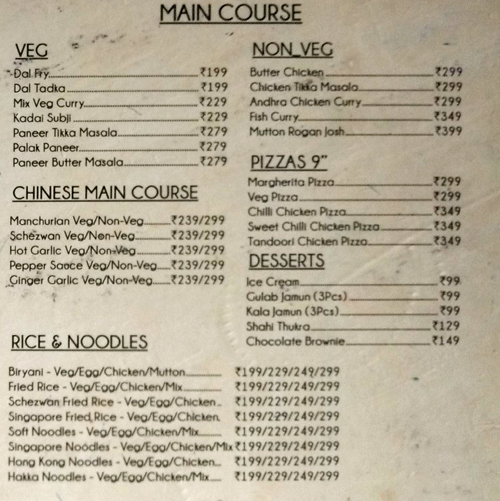 MAIN COURSE
VEG
Dal Fry ₹199
Dal Tadka ₹199
Mix Veg Curry ₹229
Kadai Subji ₹229
Paneer Tikka Masala ₹279
Palak Paneer ₹279
Paneer Butter Masala ₹279
CHINESE MAIN COURSE
Manchurian Veg/Non-Veg ₹239/299
Schezwan Veg/Non-Veg ₹239/299
Hot Garlic Veg/Non-Veg ₹239/299
Pepper Sauce Veg/Non-Veg ₹239/299
Ginger Garlic Veg/Non-Veg ₹239/299
NON_VEG
Butter Chicken ₹299
Chicken Tikka Masala ₹299
Andhra Chicken Curry ₹299
Fish Curry ₹349
Mutton Rogan Josh ₹399
PIZZAS 9"
Margherita Pizza ₹299
Veg Pizza ₹299
Chilli Chicken Pizza ₹349
Sweet Chilli Chicken Pizza ₹349
Tandoori Chicken Pizza ₹349
DESSERTS
Ice Cream ₹99
Gulab Jamun (3Pcs) ₹99
Kala Jamun (3Pcs) ₹99
Shahi Thukra ₹129
Chocolate Brownie ₹149
RICE & NOODLES
Biryani - Veg/Egg/Chicken/Mutton ₹199/229/249/299
Fried Rice - Veg/Egg/Chicken/Mix ₹199/229/249/299
Schezwan Fried Rice - Veg/Egg/Chicken ₹199/229/249/299
Singapore Fried Rice - Veg/Egg/Chicken ₹199/229/249/299
Soft Noodles - Veg/Egg/Chicken/Mix ₹199/229/249/299
Singapore Noodles - Veg/Egg/Chicken/Mix ₹199/229/249/299
Hong Kong Noodles - Veg/Egg/Chicken ₹199/229/249/299
Hakka Noodles - Veg/Egg/Chicken/Mix ₹199/229/249/299